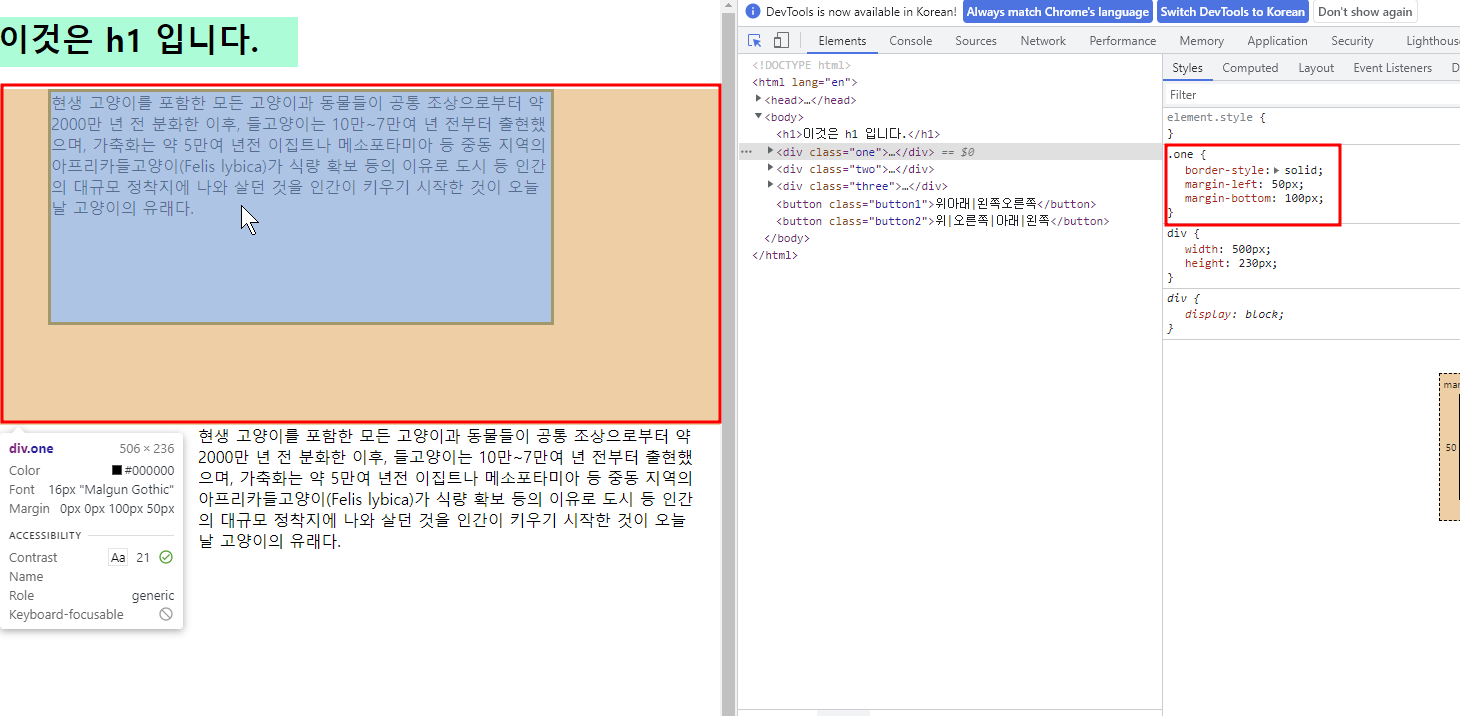 이것은 h1 입니다.
현생 고양이를 포함한 모든 고양이과 동물들이 공통 조상으로부터 약
2000만 년 전 분화한 이후, 들고양이는 10만~7만여 년 전부터 출현했
으며, 가축화는 약 5만여 년전 이집트나 메소포타미아 등 중동 지역의
아프리카들고양이(Felis lybica)가 식량 확보 등의 이유로 도시 등 인간
의 대규모 정착지에 나와 살던 것을 인간이 키우기 시작한 것이 오늘
날 고양이의 유래다.
div.one 506 × 236
Color #000000
Font 16px "Malgun Gothic"
Margin 0px 0px 100px 50px
ACCESSIBILITY
Contrast Aa 21
Name
Role generic
Keyboard-focusable
현생 고양이를 포함한 모든 고양이과 동물들이 공통 조상으로부터 약
2000만 년 전 분화한 이후, 들고양이는 10만~7만여 년 전부터 출현했
으며, 가축화는 약 5만여 년전 이집트나 메소포타미아 등 중동 지역의
아프리카들고양이(Felis lybica)가 식량 확보 등의 이유로 도시 등 인간
의 대규모 정착지에 나와 살던 것을 인간이 키우기 시작한 것이 오늘
날 고양이의 유래다.
DevTools is now available in Korean! Always match Chrome's language Switch DevTools to Korean Don't show again
Elements Console Sources Network Performance Memory Application Security Lighthous
<!DOCTYPE html>
<html lang="en">
<head>…</head>
<body>
<h1>이것은 h1 입니다.</h1>
<div class="one">…</div> == $0
<div class="two">…</div>
<div class="three">…</div>
<button class="button1">위아래|왼쪽오른쪽</button>
<button class="button2">위|오른쪽|아래|왼쪽</button>
</body>
</html>
Styles Computed Layout Event Listeners D
Filter
element.style {
}
.one {
border-style: solid;
margin-left: 50px;
margin-bottom: 100px;
}
div {
width: 500px;
height: 230px;
}
div {
display: block;
}
mar
50